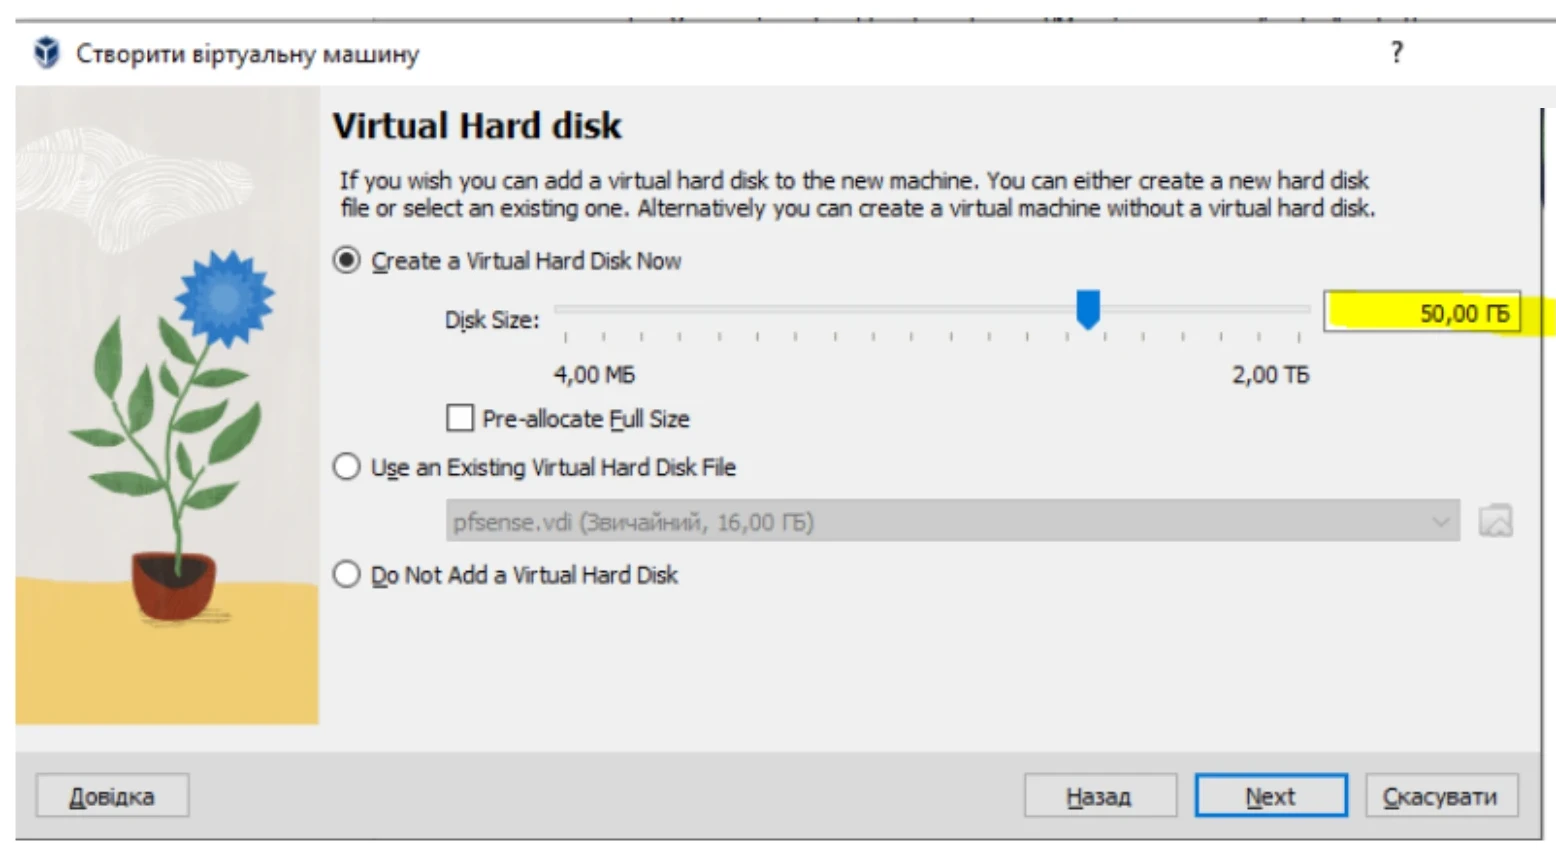 Створити віртуальну машину
?
Virtual Hard disk
If you wish you can add a virtual hard disk to the new machine. You can either create a new hard disk
file or select an existing one. Alternatively you can create a virtual machine without a virtual hard disk.
Create a Virtual Hard Disk Now
Disk Size:
50,00 ГБ
4,00 МБ
2,00 ТБ
Pre-allocate Full Size
Use an Existing Virtual Hard Disk File
pfsense.vdi (Звичайний, 16,00 ГБ)
Do Not Add a Virtual Hard Disk
Довідка
Назад
Next
Скасувати